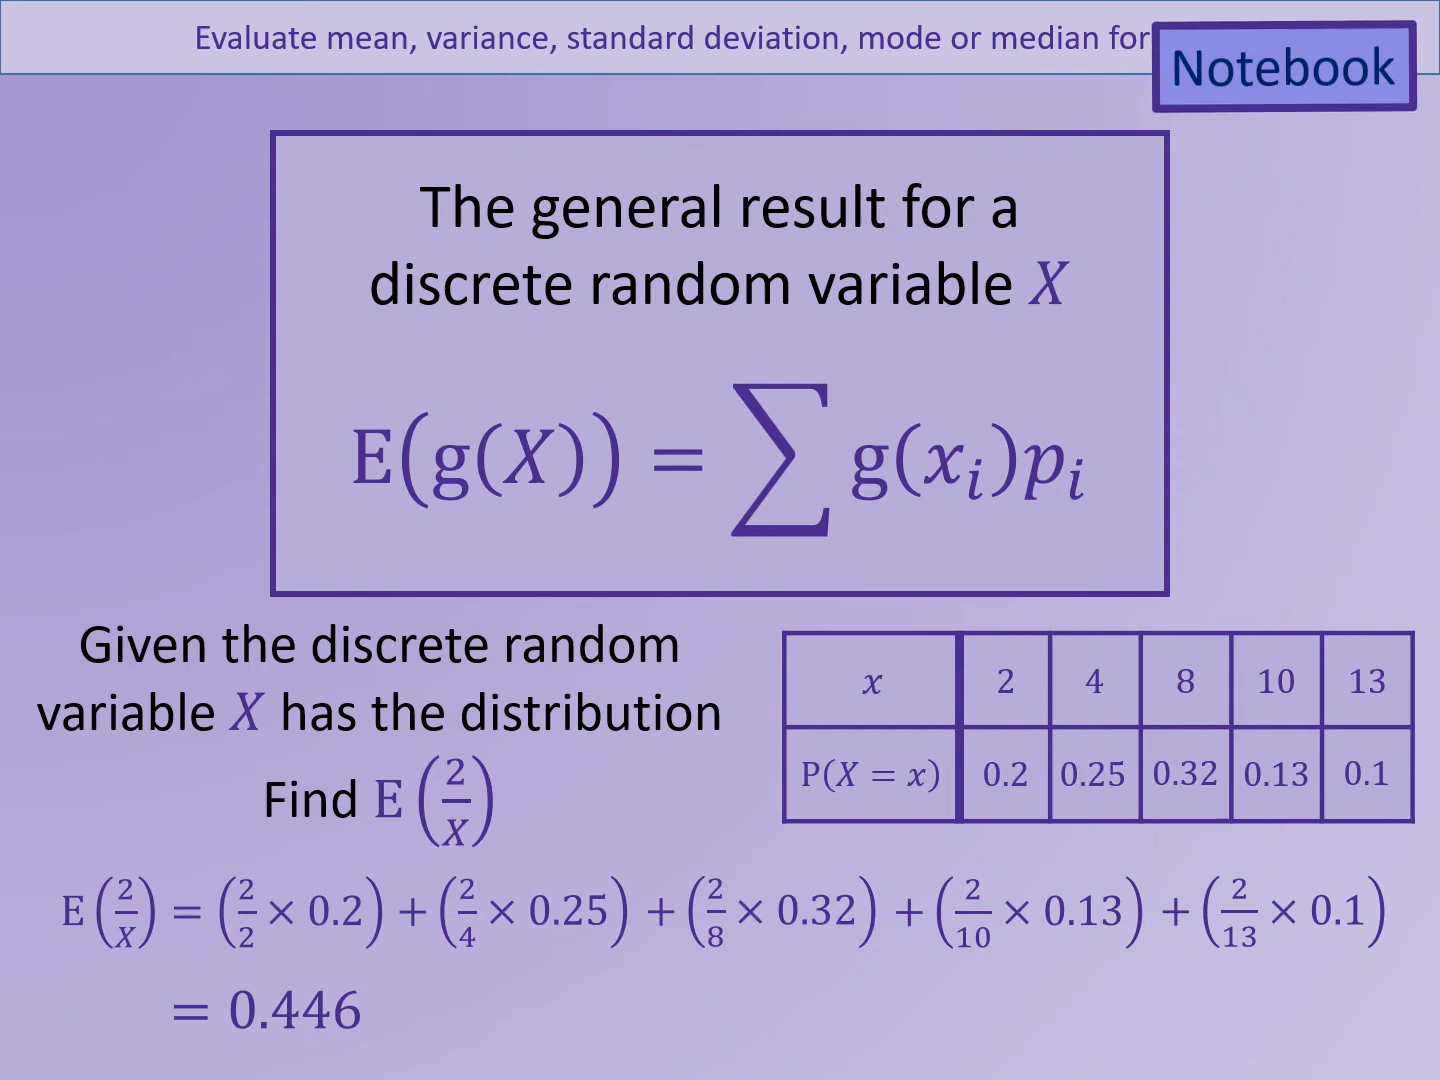 Evaluate mean, variance, standard deviation, mode or median for
Notebook
The general result for a
discrete random variable X
E(g(X)) = ∑ g(xᵢ)pᵢ
Given the discrete random
variable X has the distribution
Find E(2/X)
x 2 4 8 10 13
P(X = x) 0.2 0.25 0.32 0.13 0.1
E(2/X) = (2/2 × 0.2) + (2/4 × 0.25) + (2/8 × 0.32) + (2/10 × 0.13) + (2/13 × 0.1)
= 0.446